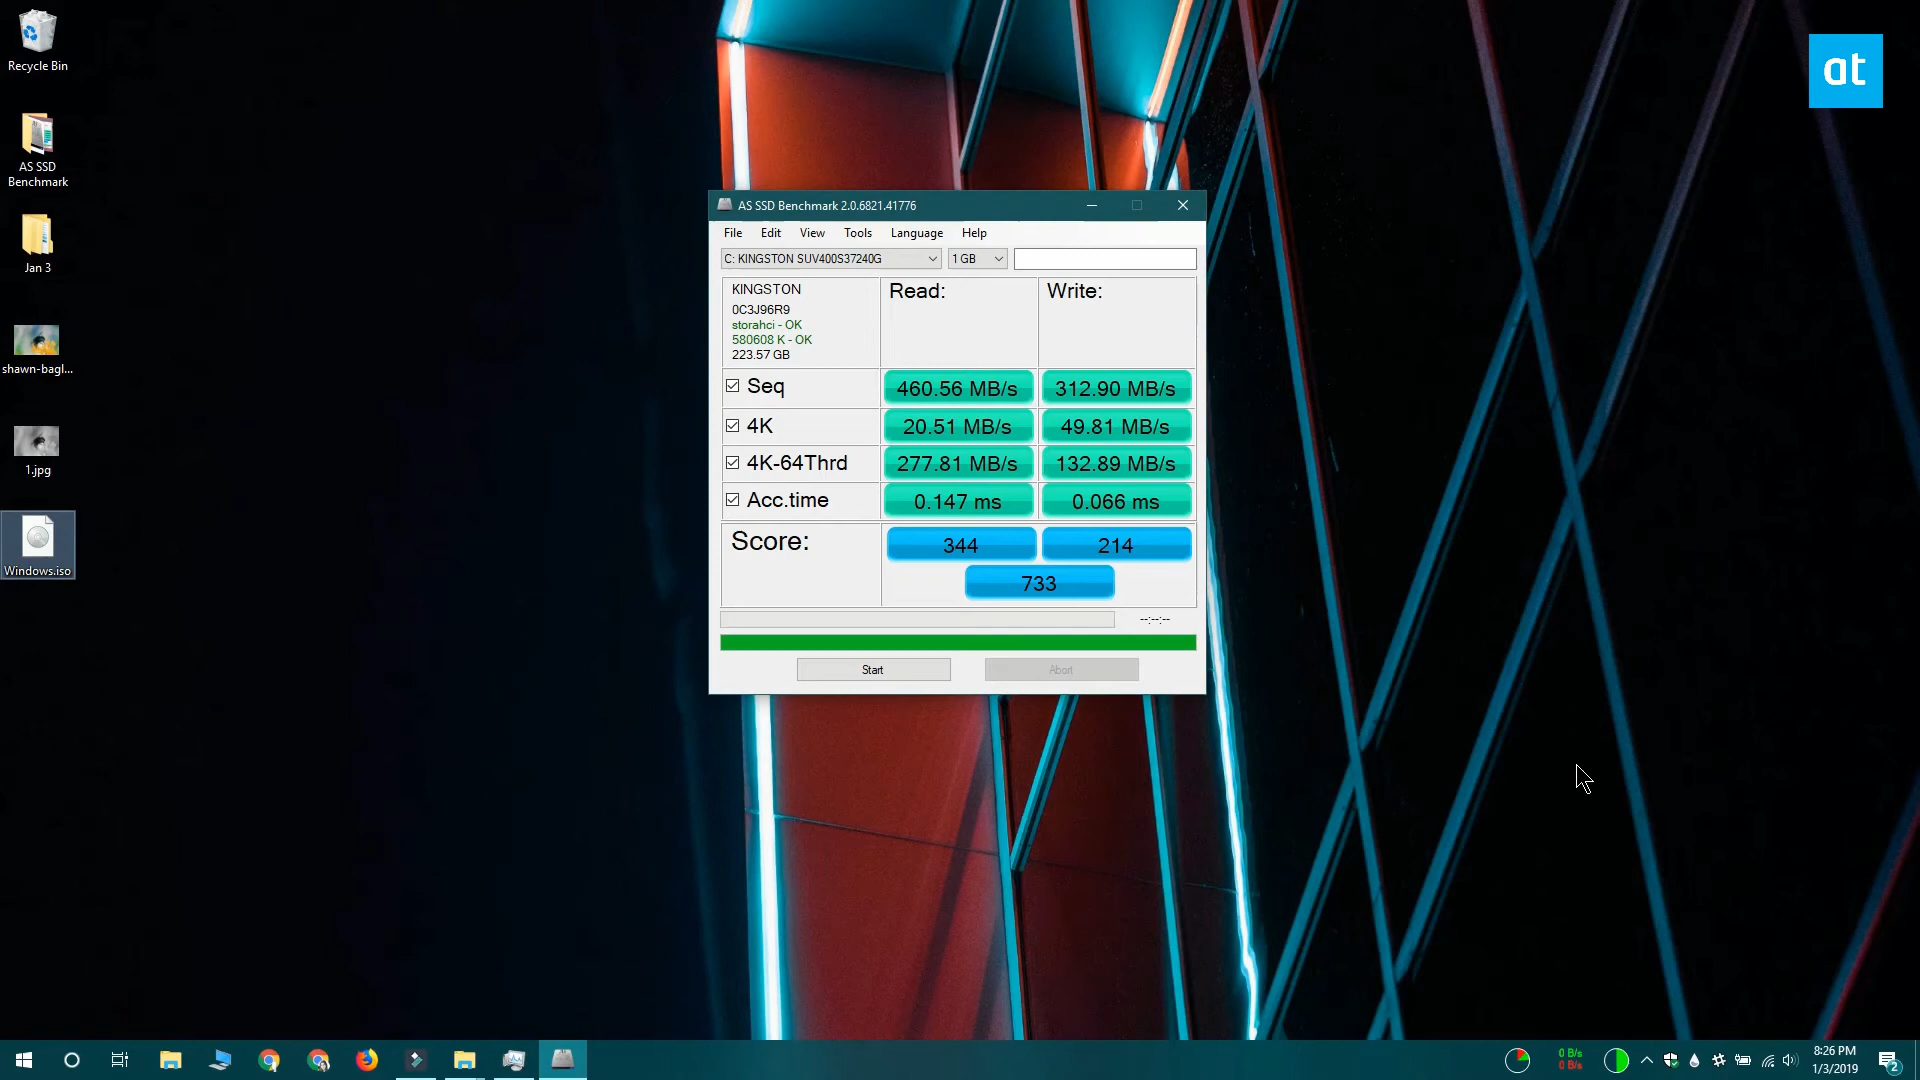 Recycle Bin
AS SSD
Benchmark
Jan 3
shawn-bagl...
1.jpg
Windows.iso
at
AS SSD Benchmark 2.0.6821.41776
File Edit View Tools Language Help
C: KINGSTON SUV400S37240G 1 GB
KINGSTON
0C3J96R9
storahci - OK
580608 K - OK
223.57 GB
Read: Write:
Seq 460.56 MB/s 312.90 MB/s
4K 20.51 MB/s 49.81 MB/s
4K-64Thrd 277.81 MB/s 132.89 MB/s
Acc.time 0.147 ms 0.066 ms
Score: 344 214
733
--:--:--
Start Abort
0 B/s
0 B/s
8:26 PM
1/3/2019
2